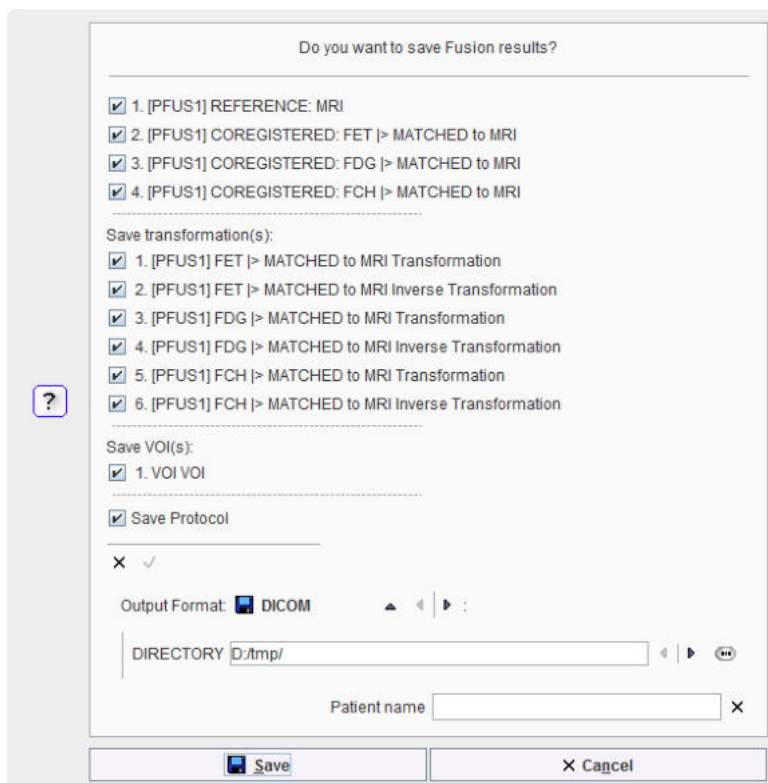 Do you want to save Fusion results?
1. [PFUS1] REFERENCE: MRI
2. [PFUS1] COREGISTERED: FET |> MATCHED to MRI
3. [PFUS1] COREGISTERED: FDG |> MATCHED to MRI
4. [PFUS1] COREGISTERED: FCH |> MATCHED to MRI
Save transformation(s):
1. [PFUS1] FET |> MATCHED to MRI Transformation
2. [PFUS1] FET |> MATCHED to MRI Inverse Transformation
3. [PFUS1] FDG |> MATCHED to MRI Transformation
4. [PFUS1] FDG |> MATCHED to MRI Inverse Transformation
5. [PFUS1] FCH |> MATCHED to MRI Transformation
6. [PFUS1] FCH |> MATCHED to MRI Inverse Transformation
?
Save VOI(s):
1. VOI VOI
Save Protocol
Output Format: DICOM :
DIRECTORY D:/tmp/
Patient name
Save Cancel